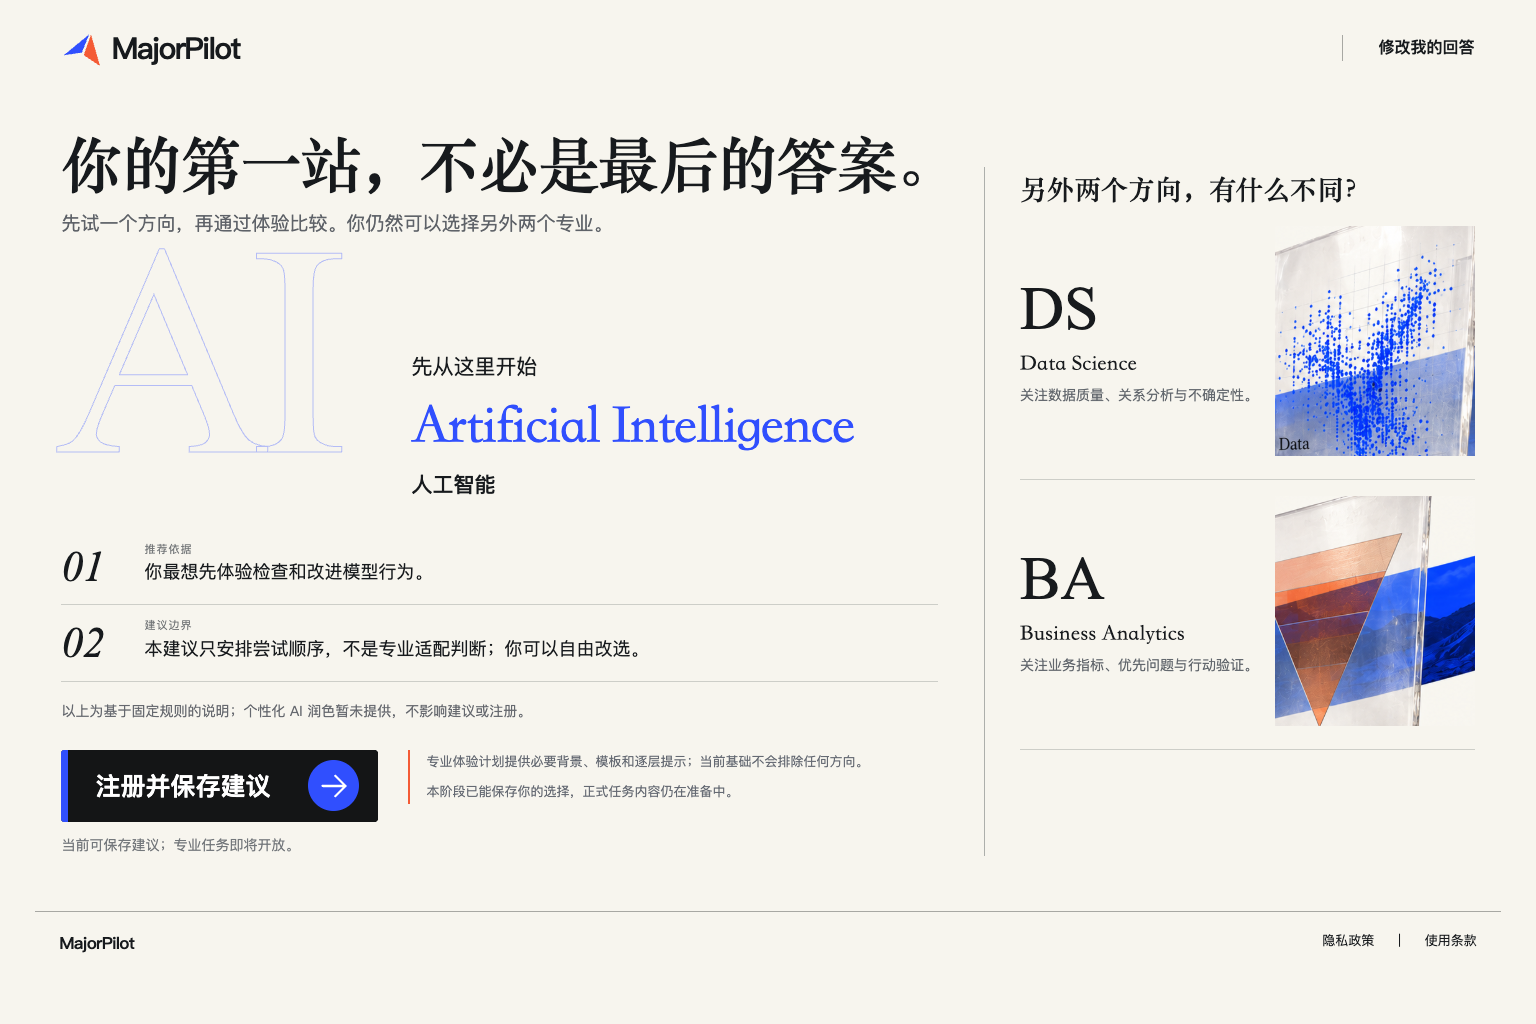 MajorPilot
修改我的回答
你的第一站，不必是最后的答案。
先试一个方向，再通过体验比较。你仍然可以选择另外两个专业。
AI
先从这里开始
Artificial Intelligence
人工智能
01
推荐依据
你最想先体验检查和改进模型行为。
02
建议边界
本建议只安排尝试顺序，不是专业适配判断；你可以自由改选。
以上为基于固定规则的说明；个性化 AI 润色暂未提供，不影响建议或注册。
注册并保存建议
专业体验计划提供必要背景、模板和逐层提示；当前基础不会排除任何方向。
本阶段已能保存你的选择，正式任务内容仍在准备中。
当前可保存建议；专业任务即将开放。
另外两个方向，有什么不同？
DS
Data Science
关注数据质量、关系分析与不确定性。
Data
BA
Business Analytics
关注业务指标、优先问题与行动验证。
MajorPilot
隐私政策 | 使用条款